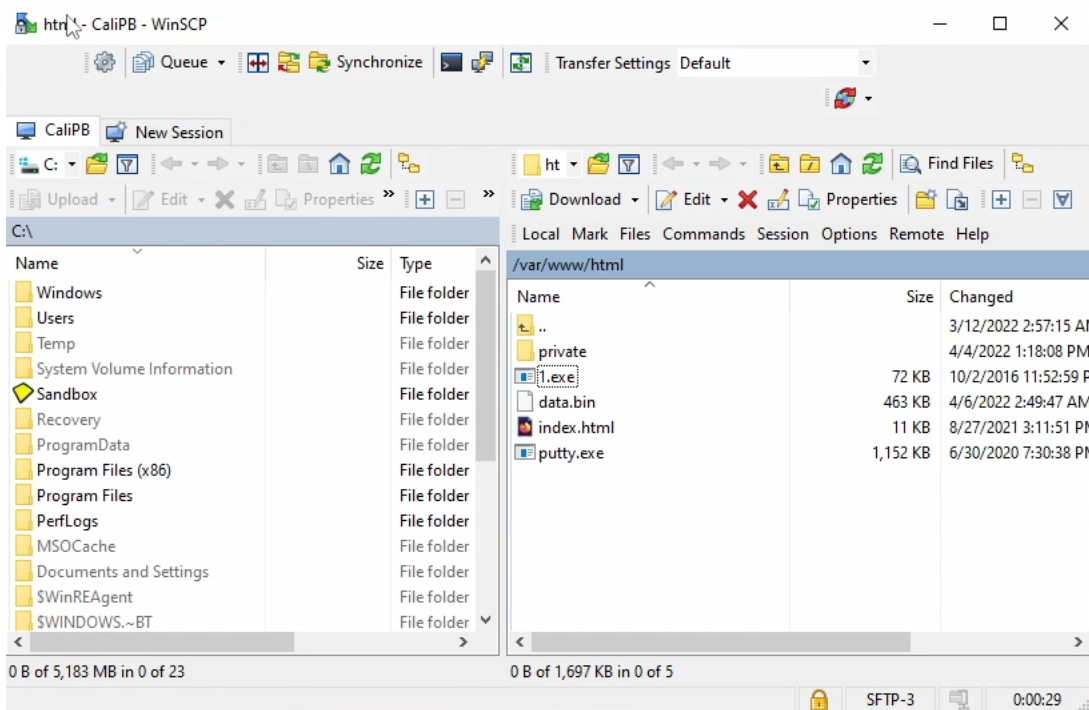 html - CaliPB - WinSCP
Queue Synchronize Transfer Settings Default
CaliPB New Session
C: ht Find Files
Upload Edit Properties » » Download Edit Properties
C:\
Local Mark Files Commands Session Options Remote Help
/var/www/html
Name Size Type
Windows File folder
Users File folder
Temp File folder
System Volume Information File folder
Sandbox File folder
Recovery File folder
ProgramData File folder
Program Files (x86) File folder
Program Files File folder
PerfLogs File folder
MSOCache File folder
Documents and Settings File folder
$WinREAgent File folder
$WINDOWS.~BT File folder
0 B of 5,183 MB in 0 of 23
Name Size Changed
.. 3/12/2022 2:57:15 AM
private 4/4/2022 1:18:08 PM
1.exe 72 KB 10/2/2016 11:52:59 P
data.bin 463 KB 4/6/2022 2:49:47 AM
index.html 11 KB 8/27/2021 3:11:51 PM
putty.exe 1,152 KB 6/30/2020 7:30:38 PM
0 B of 1,697 KB in 0 of 5
SFTP-3 0:00:29